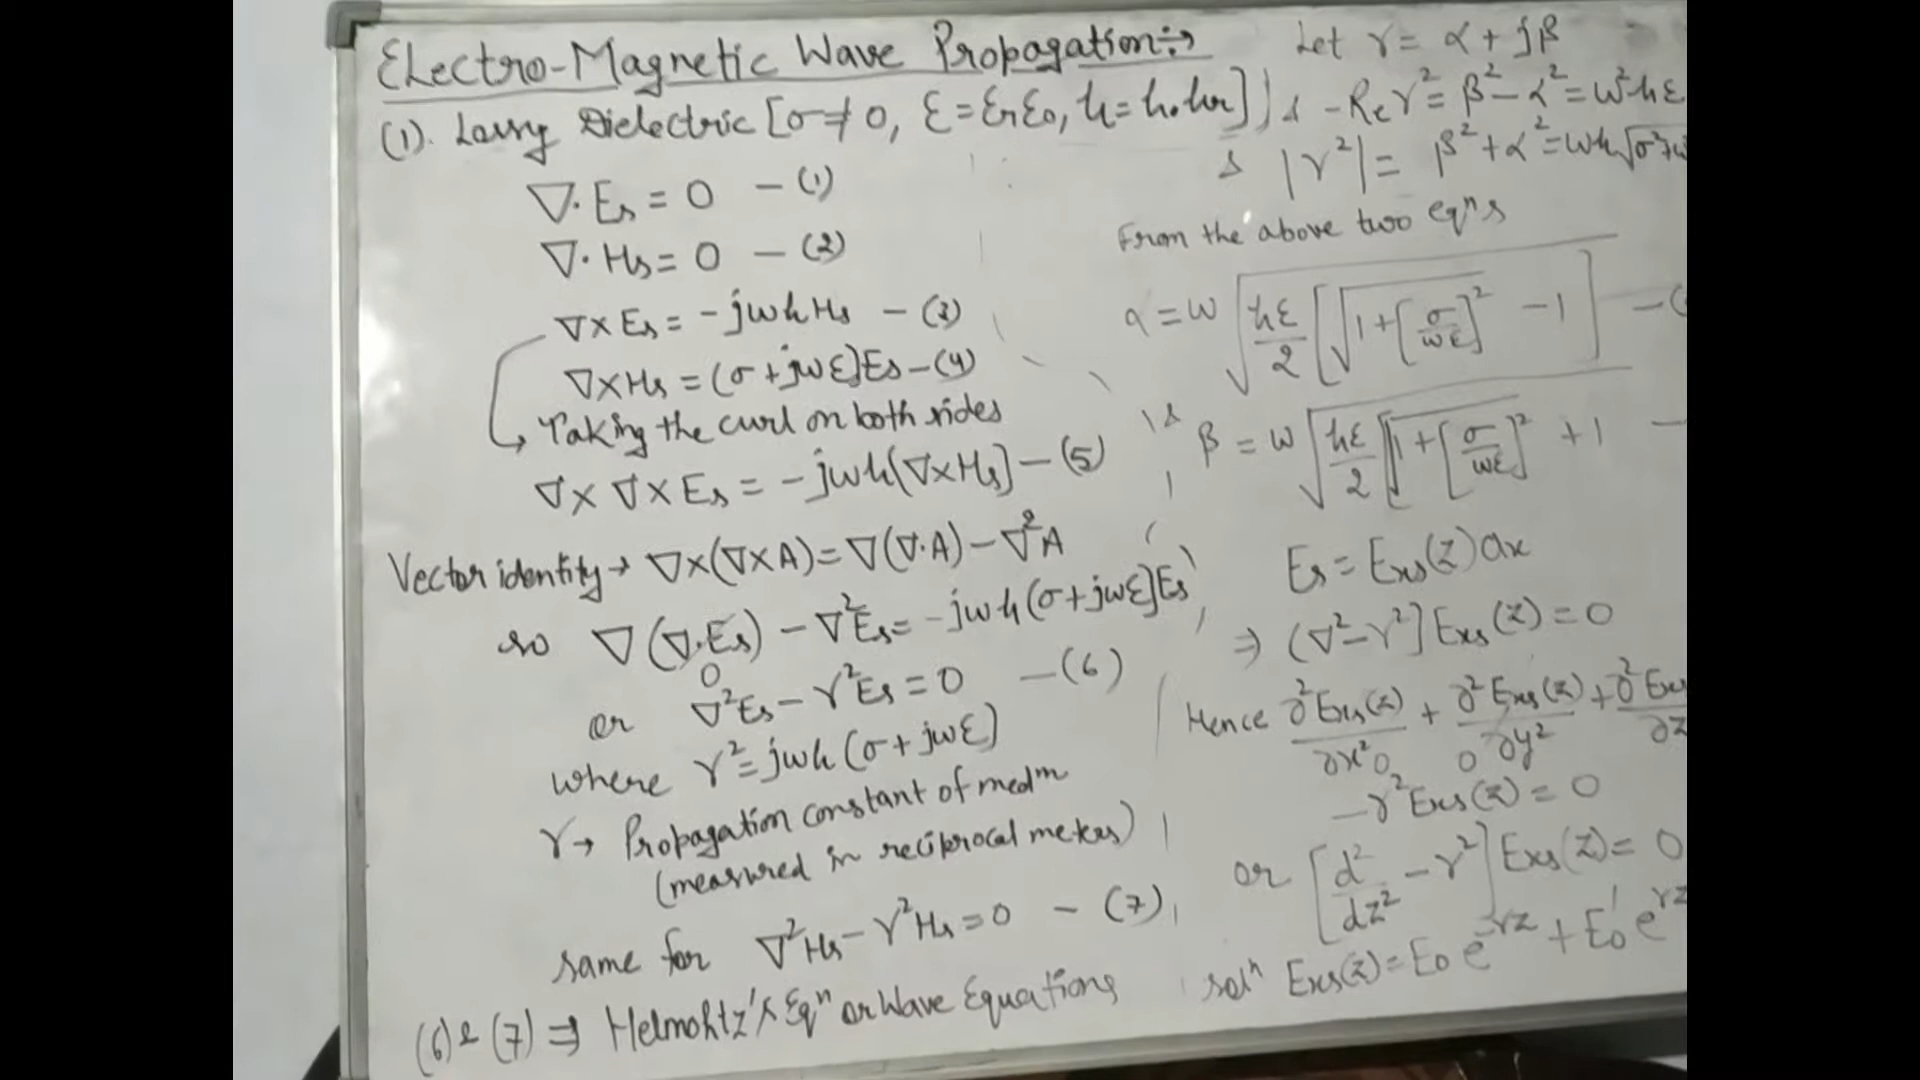 Electro-Magnetic Wave Propagation:→
(1). Lossy Dielectric [σ≠0, ε=εrε0, μ=μ0μr]
∇·Es = 0 — (1)
∇·Hs = 0 — (2)
∇×Es = -jωμHs — (3)
∇×Hs = (σ+jωε]Es — (4)
Taking the curl on both sides
∇×∇×Es = -jωμ(∇×Hs] — (5)
Vector identity → ∇×(∇×A) = ∇(∇·A) - ∇²A
so ∇(∇·Es) - ∇²Es = -jωμ(σ+jωε]Es
0
or ∇²Es - γ²Es = 0 — (6)
where γ² = jωμ(σ+jωε]
γ → Propagation constant of medm
(measured in reciprocal meters)
same for ∇²Hs - γ²Hs = 0 — (7)
(6) & (7) ⇒ Helmohtz's Eqn or Wave Equations
Let γ = α + jβ
& -Re γ² = β² - α² = ω²με
& |γ²| = β² + α² = ωμ√σ²+ω
From the above two eqns
α = ω √με/2 [√1+[σ/ωε]² - 1] — (
& β = ω √με/2 [√1+[σ/ωε]² + 1 —
Es = Exs(z)ax
⇒ (∇²-γ²] Exs(z) = 0
Hence ∂²Exs(z)/∂x² + ∂²Exs(z)/∂y² + ∂²Exs/∂z
0 0
-γ²Exs(z) = 0
or [d²/dz² - γ²] Exs(z) = 0
soln Exs(z) = E0 e^-γz + E0' e^γz